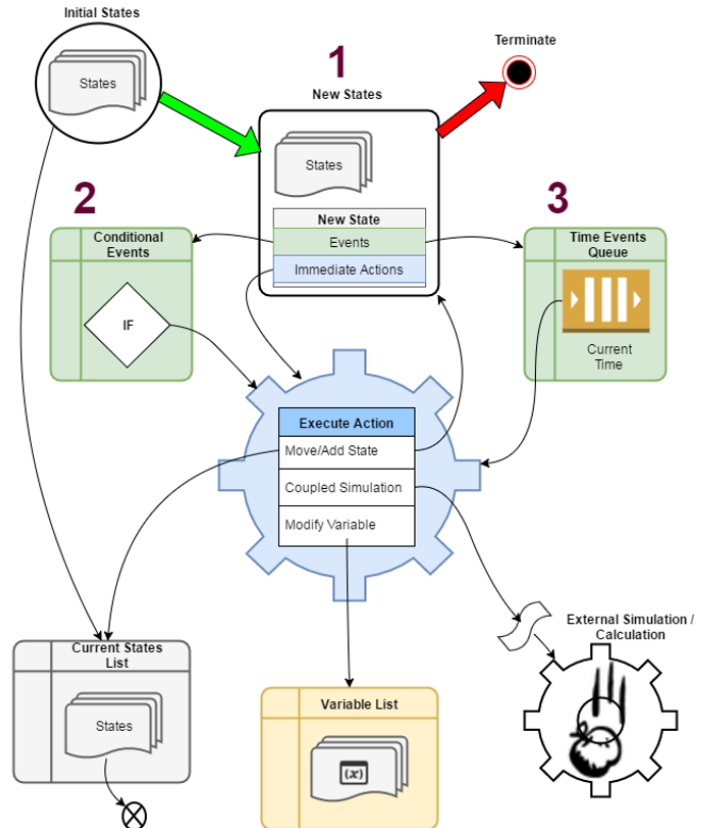 Initial States
States
1
New States
Terminate
States
New State
Events
Immediate Actions
2
Conditional
Events
IF
3
Time Events
Queue
Current
Time
Execute Action
Move/Add State
Coupled Simulation
Modify Variable
Current States
List
States
Variable List
(x)
External Simulation /
Calculation